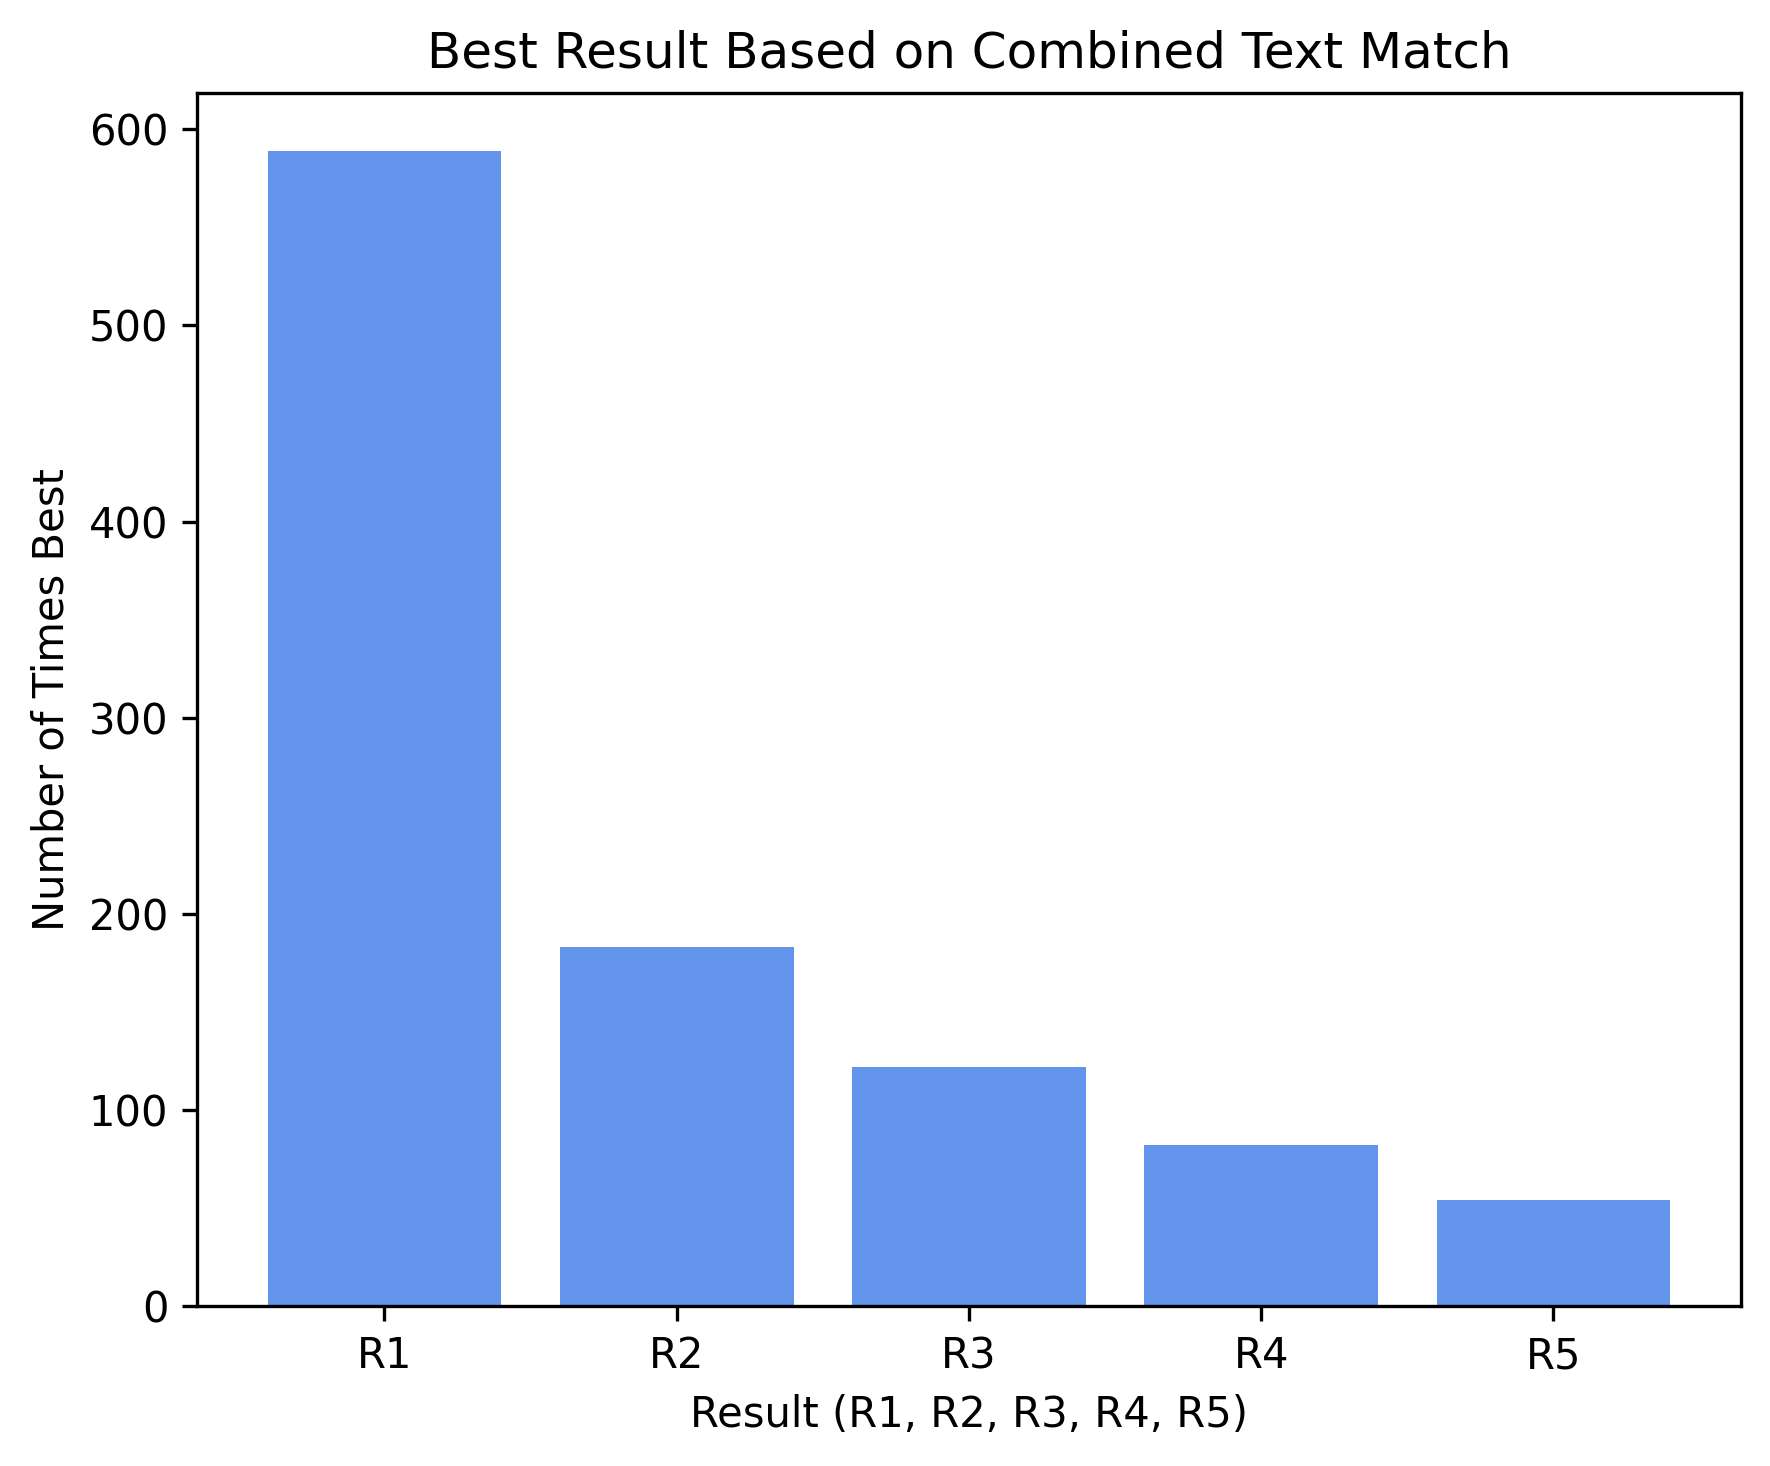 Best Result Based on Combined Text Match
600
500
400
300
200
100
0
Number of Times Best
R1 R2 R3 R4 R5
Result (R1, R2, R3, R4, R5)